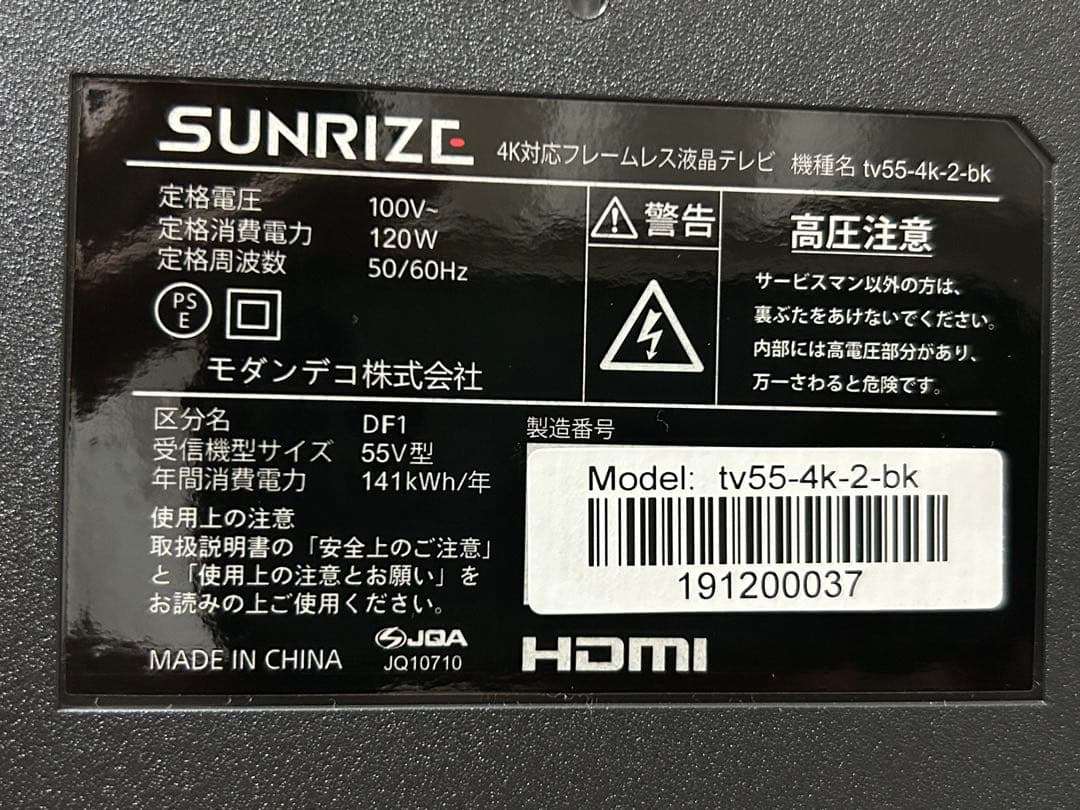 SUNRIZE 4K対応フレームレス液晶テレビ 機種名 tv55-4k-2-bk
定格電圧 100V~
定格消費電力 120W
定格周波数 50/60Hz
PS
E
モダンデコ株式会社
警告
高圧注意
サービスマン以外の方は、
裏ぶたをあけないでください。
内部には高電圧部分があり、
万一さわると危険です。
区分名 DF1
受信機型サイズ 55V型
年間消費電力 141kWh/年
使用上の注意
取扱説明書の「安全上のご注意」
と「使用上の注意とお願い」を
お読みの上ご使用ください。
MADE IN CHINA
JQA
JQ10710
製造番号
Model: tv55-4k-2-bk
191200037
HDMI